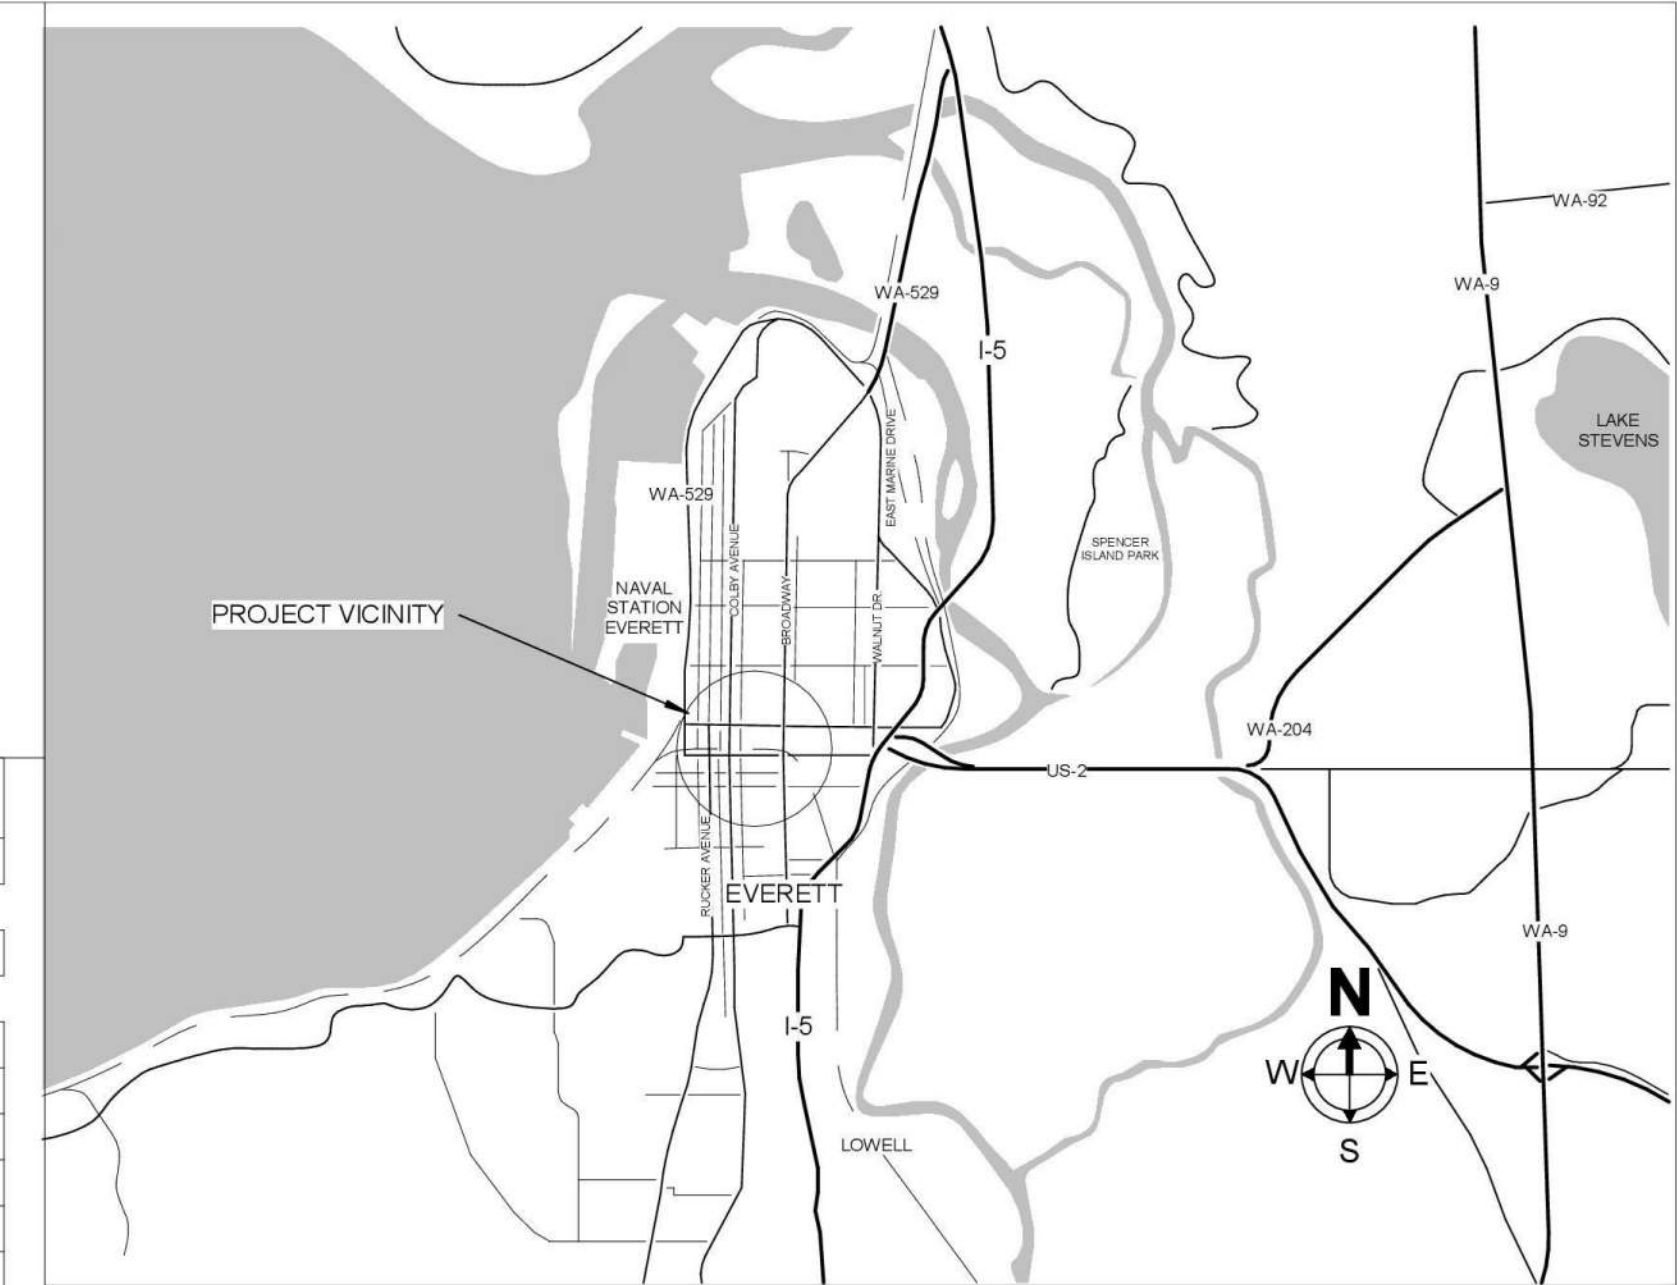 WA-92
WA-9
WA-529
I-5
LAKE
STEVENS
EAST MARINE DRIVE
WA-529
SPENCER
ISLAND PARK
COLBY AVENUE
NAVAL
STATION
EVERETT
BROADWAY
WALNUT DR.
PROJECT VICINITY
WA-204
US-2
RUCKER AVENUE
EVERETT
WA-9
N
I-5
W
E
LOWELL
S